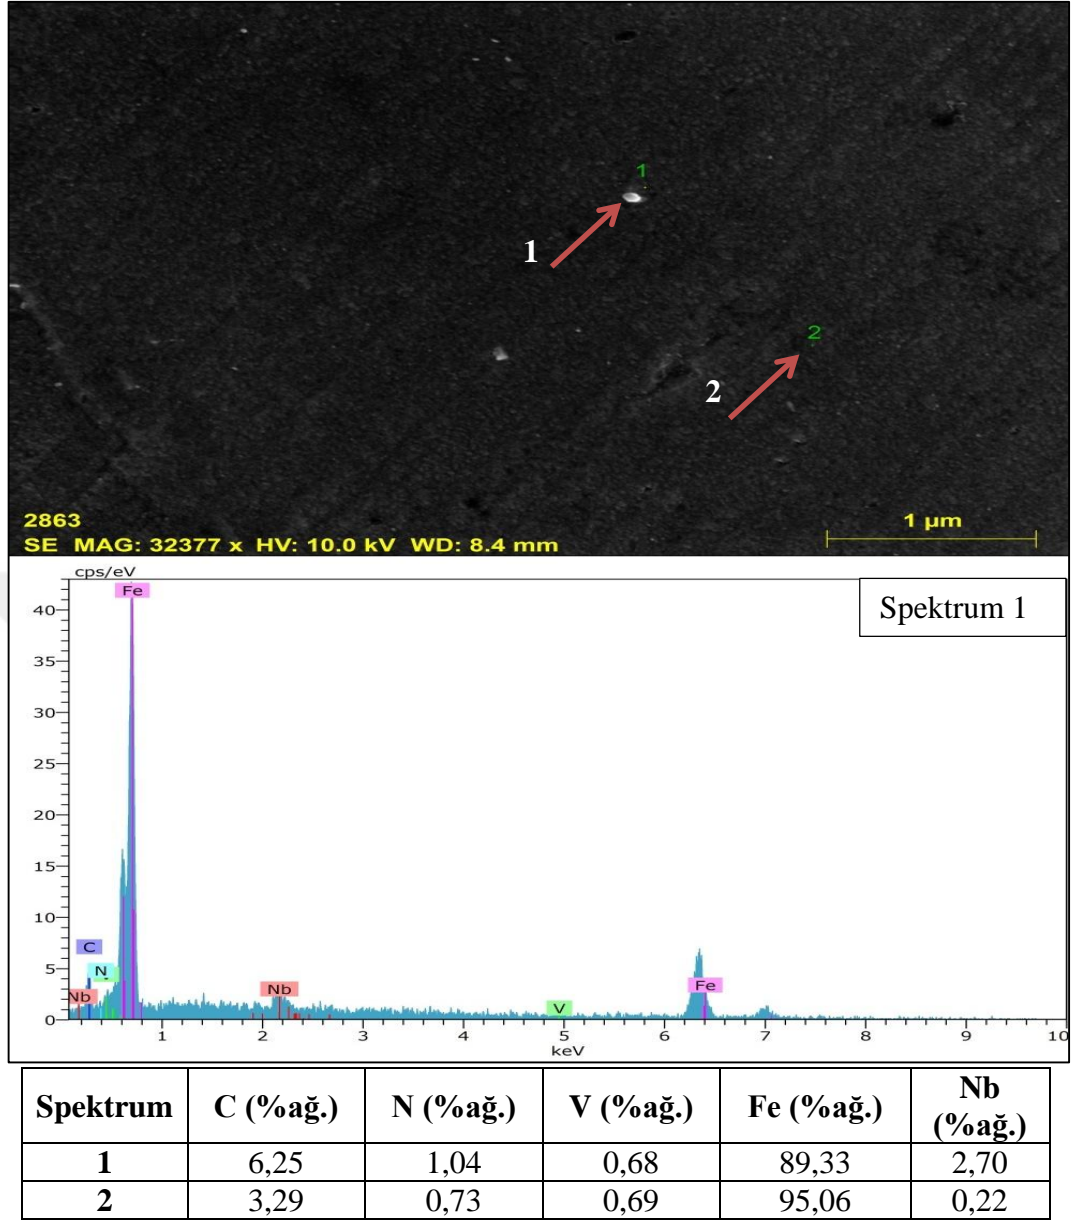 1
1
2
2
2863
1 µm
SE MAG: 32377 x HV: 10.0 kV WD: 8.4 mm
cps/eV
Fe
Spektrum 1
40
35
30
25
20
15
10
C
N
5
Nb
Nb
Fe
V
0
1 2 3 4 5 6 7 8 9 10
keV
Spektrum C (%ağ.) N (%ağ.) V (%ağ.) Fe (%ağ.) Nb (%ağ.)
1 6,25 1,04 0,68 89,33 2,70
2 3,29 0,73 0,69 95,06 0,22